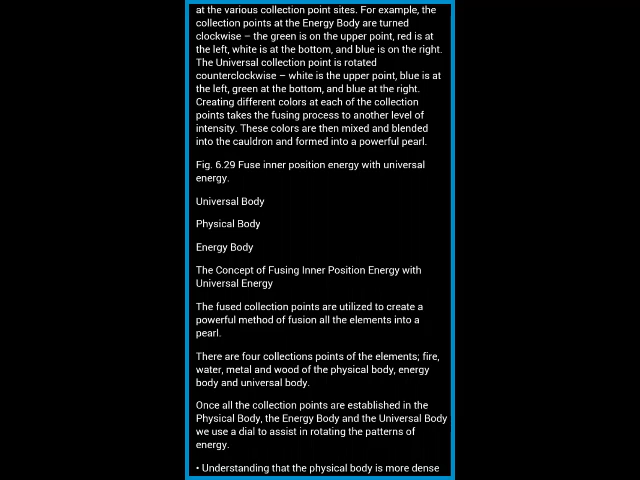 at the various collection point sites. For example, the
collection points at the Energy Body are turned
clockwise – the green is on the upper point, red is at
the left, white is at the bottom, and blue is on the right.
The Universal collection point is rotated
counterclockwise – white is the upper point, blue is at
the left, green at the bottom, and blue at the right.
Creating different colors at each of the collection
points takes the fusing process to another level of
intensity. These colors are then mixed and blended
into the cauldron and formed into a powerful pearl.
Fig. 6.29 Fuse inner position energy with universal
energy.
Universal Body
Physical Body
Energy Body
The Concept of Fusing Inner Position Energy with
Universal Energy
The fused collection points are utilized to create a
powerful method of fusion all the elements into a
pearl.
There are four collections points of the elements; fire,
water, metal and wood of the physical body, energy
body and universal body.
Once all the collection points are established in the
Physical Body, the Energy Body and the Universal Body
we use a dial to assist in rotating the patterns of
energy.
• Understanding that the physical body is more dense